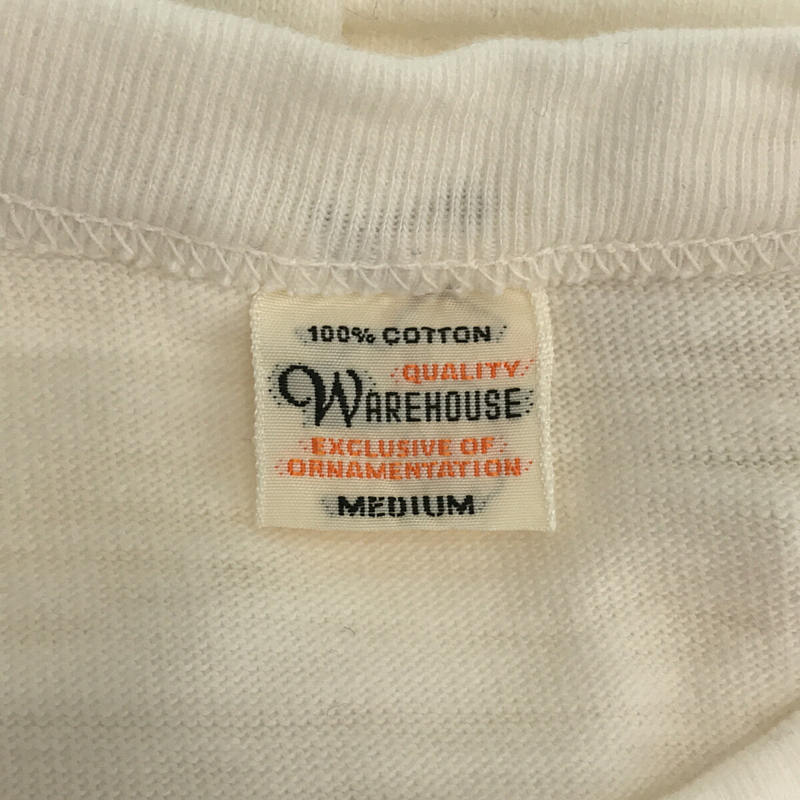 100% COTTON
QUALITY
WAREHOUSE
EXCLUSIVE OF
ORNAMENTATION
MEDIUM